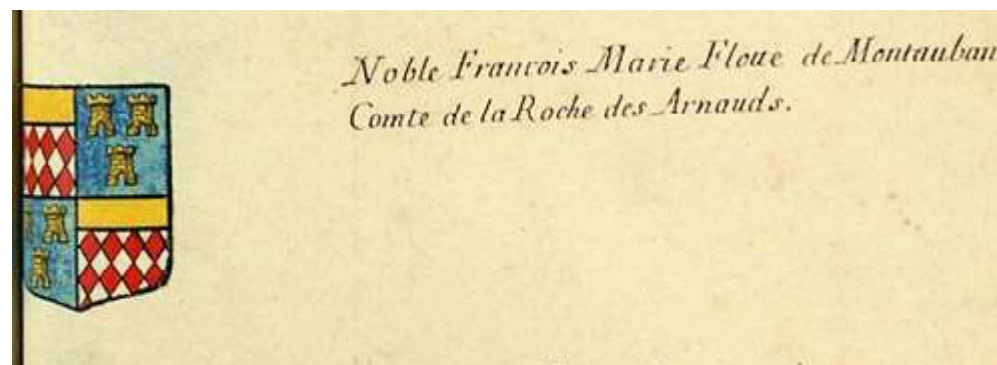 Noble Francois Marie Floue de Montauban
Comte de la Roche des Arnauds.